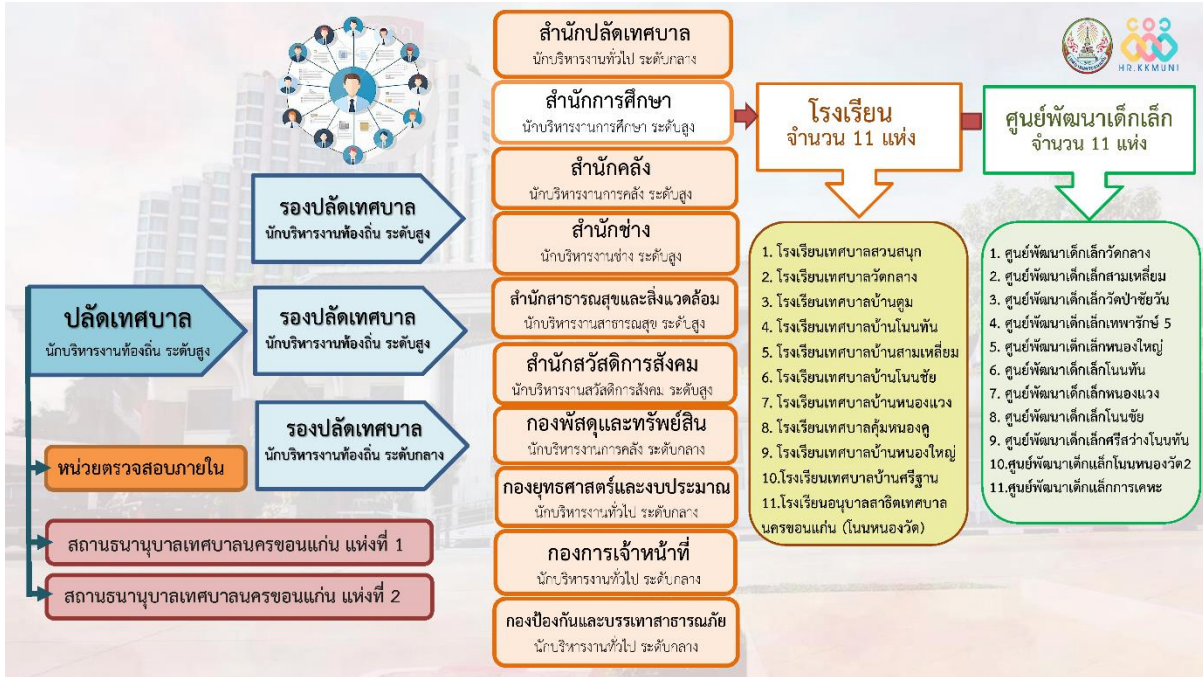 สำนักปลัดเทศบาล
นักบริหารงานทั่วไป ระดับกลาง
สำนักการศึกษา
นักบริหารงานการศึกษา ระดับสูง
สำนักคลัง
นักบริหารงานการคลัง ระดับสูง
สำนักช่าง
นักบริหารงานช่าง ระดับสูง
สำนักสาธารณสุขและสิ่งแวดล้อม
นักบริหารงานสาธารณสุข ระดับสูง
สำนักสวัสดิการสังคม
นักบริหารงานสวัสดิการสังคม ระดับสูง
กองพัสดุและทรัพย์สิน
นักบริหารงานการคลัง ระดับกลาง
กองยุทธศาสตร์และงบประมาณ
นักบริหารงานทั่วไป ระดับกลาง
กองการเจ้าหน้าที่
นักบริหารงานทั่วไป ระดับกลาง
กองป้องกันและบรรเทาสาธารณภัย
นักบริหารงานทั่วไป ระดับกลาง
ปลัดเทศบาล
นักบริหารงานท้องถิ่น ระดับสูง
รองปลัดเทศบาล
นักบริหารงานท้องถิ่น ระดับสูง
รองปลัดเทศบาล
นักบริหารงานท้องถิ่น ระดับสูง
รองปลัดเทศบาล
นักบริหารงานท้องถิ่น ระดับกลาง
หน่วยตรวจสอบภายใน
สถานธนานุบาลเทศบาลนครขอนแก่น แห่งที่ 1
สถานธนานุบาลเทศบาลนครขอนแก่น แห่งที่ 2
โรงเรียน
จำนวน 11 แห่ง
1. โรงเรียนเทศบาลสวนสนุก
2. โรงเรียนเทศบาลวัดกลาง
3. โรงเรียนเทศบาลบ้านตูม
4. โรงเรียนเทศบาลบ้านโนนทัน
5. โรงเรียนเทศบาลบ้านสามเหลี่ยม
6. โรงเรียนเทศบาลบ้านโนนชัย
7. โรงเรียนเทศบาลบ้านหนองแวง
8. โรงเรียนเทศบาลคุ้มหนองคู
9. โรงเรียนเทศบาลบ้านหนองใหญ่
10.โรงเรียนเทศบาลบ้านศรีฐาน
11.โรงเรียนอนุบาลสาธิตเทศบาล
นครขอนแก่น (โนนหนองวัด)
ศูนย์พัฒนาเด็กเล็ก
จำนวน 11 แห่ง
1. ศูนย์พัฒนาเด็กเล็กวัดกลาง
2. ศูนย์พัฒนาเด็กเล็กสามเหลี่ยม
3. ศูนย์พัฒนาเด็กเล็กวัดป่าชัยวัน
4. ศูนย์พัฒนาเด็กเล็กเทพารักษ์ 5
5. ศูนย์พัฒนาเด็กเล็กหนองใหญ่
6. ศูนย์พัฒนาเด็กเล็กโนนทัน
7. ศูนย์พัฒนาเด็กเล็กหนองแวง
8. ศูนย์พัฒนาเด็กเล็กโนนชัย
9. ศูนย์พัฒนาเด็กเล็กศรีสว่างโนนทัน
10.ศูนย์พัฒนาเด็กแล็กโนนหนองวัด2
11.ศูนย์พัฒนาเด็กแล็กการเคหะ
HR.KKMUNI